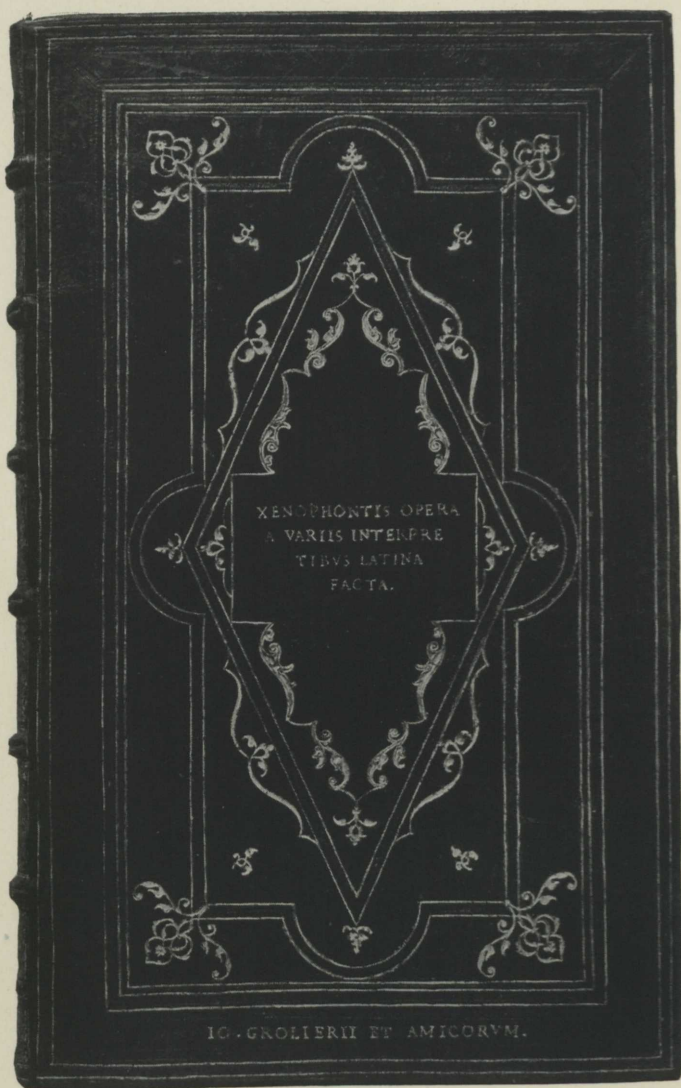 XENOPHONTIS OPERA
A VARIIS INTERPRE
TIBVS LATINA
FACTA.
IO. GROLIERII ET AMICORVM.